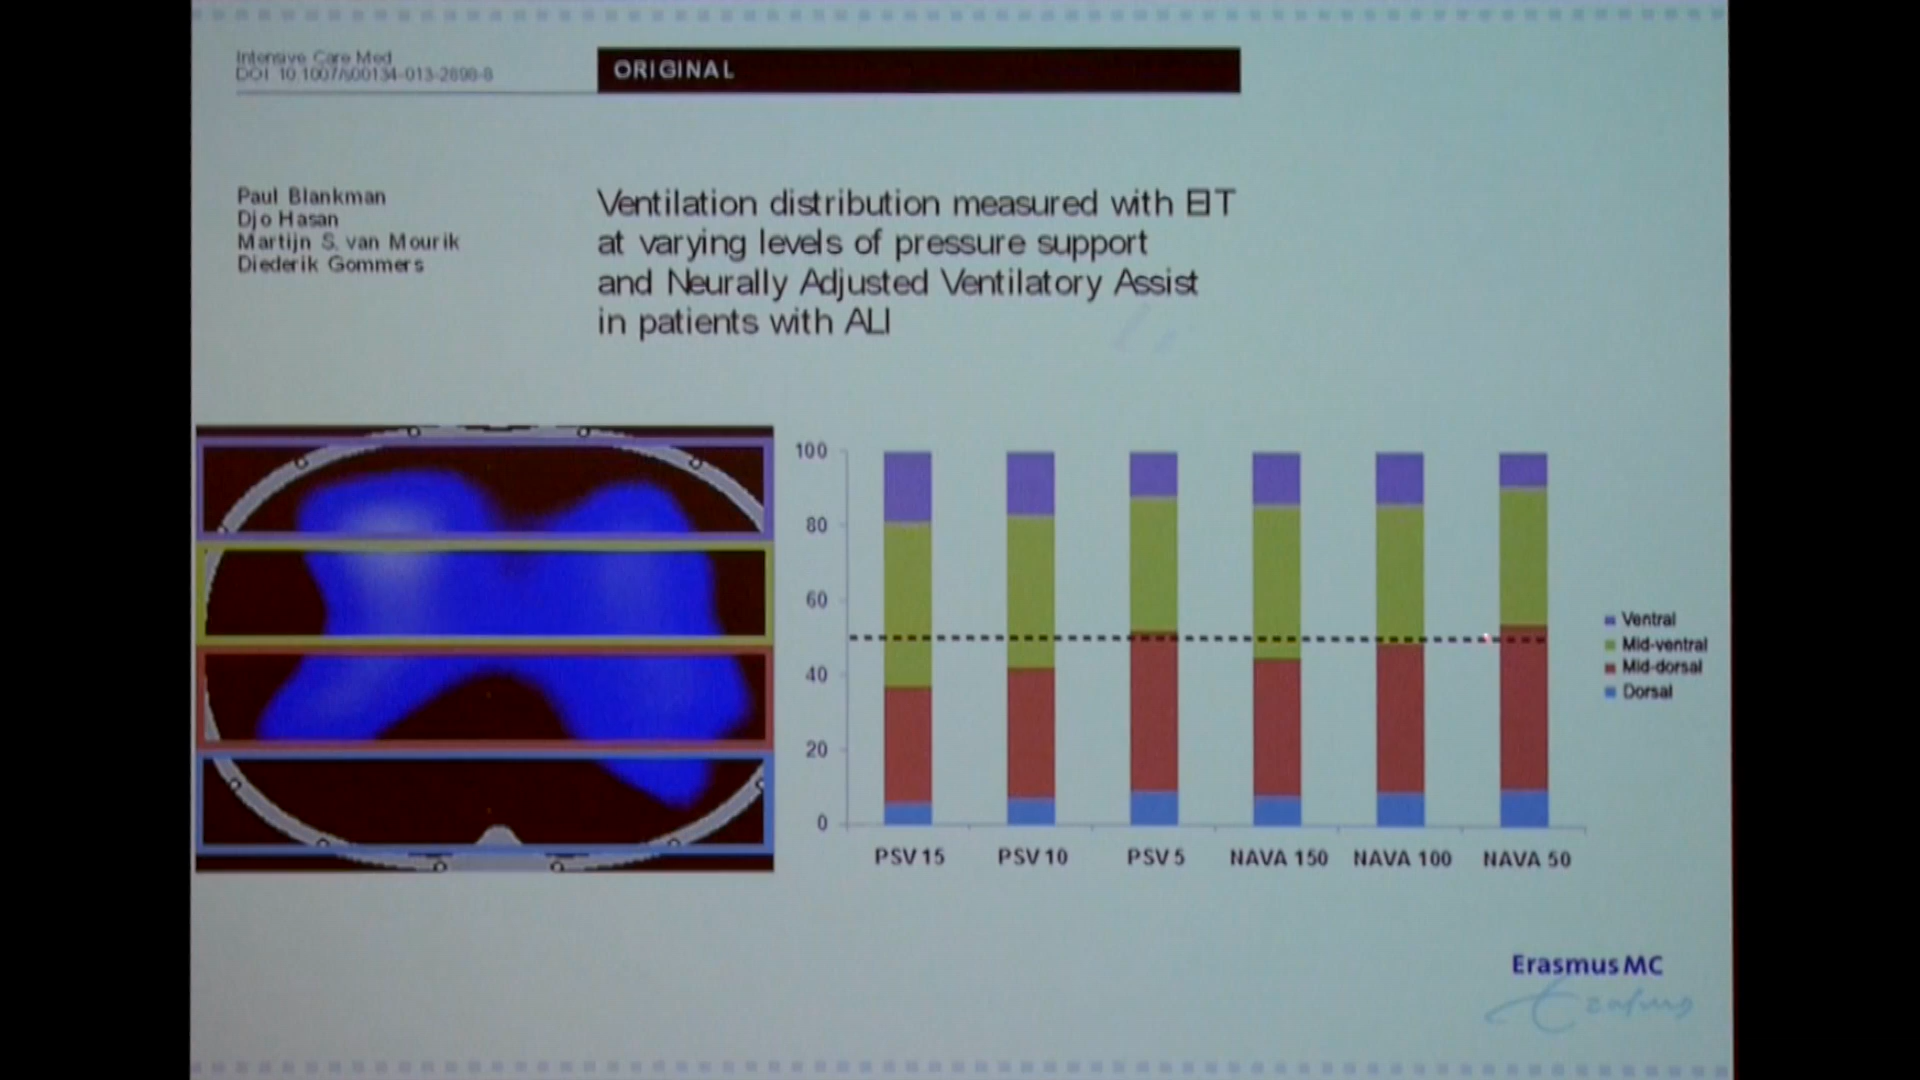 Intensive Care Med
DOI 10.1007/s00134-013-2898-8
ORIGINAL
Paul Blankman
Djo Hasan
Martijn S. van Mourik
Diederik Gommers
Ventilation distribution measured with EIT
at varying levels of pressure support
and Neurally Adjusted Ventilatory Assist
in patients with ALI
100
80
60
40
20
0
PSV 15
PSV 10
PSV 5
NAVA 150
NAVA 100
NAVA 50
Ventral
Mid-ventral
Mid-dorsal
Dorsal
Erasmus MC
Erasmus